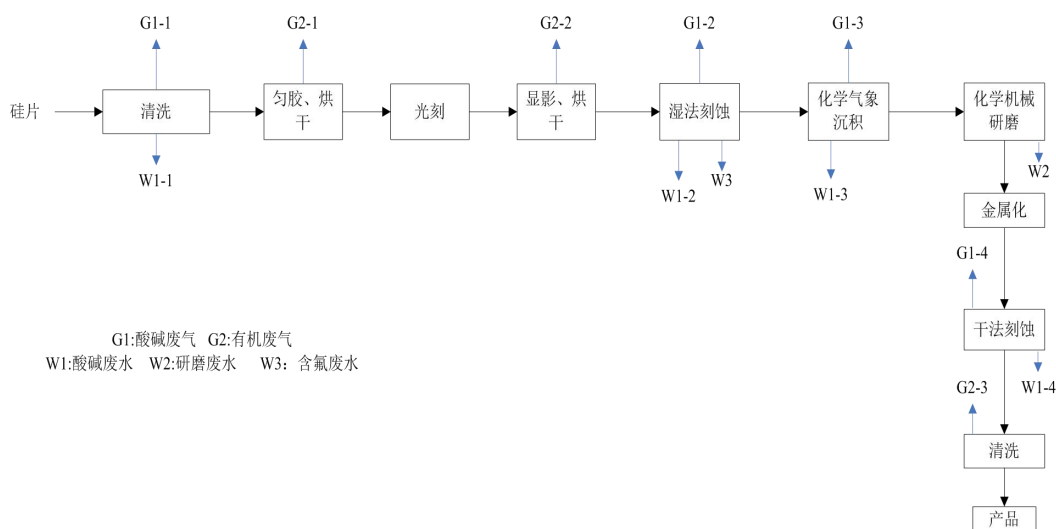 G1-1
G2-1
G2-2
G1-2
G1-3
硅片
清洗
匀胶、烘
干
光刻
显影、烘
干
湿法刻蚀
化学气象
沉积
化学机械
研磨
W1-1
W1-2
W3
W1-3
W2
金属化
G1-4
干法刻蚀
G1:酸碱废气 G2:有机废气
W1:酸碱废水 W2:研磨废水 W3：含氟废水
W1-4
G2-3
清洗
产品